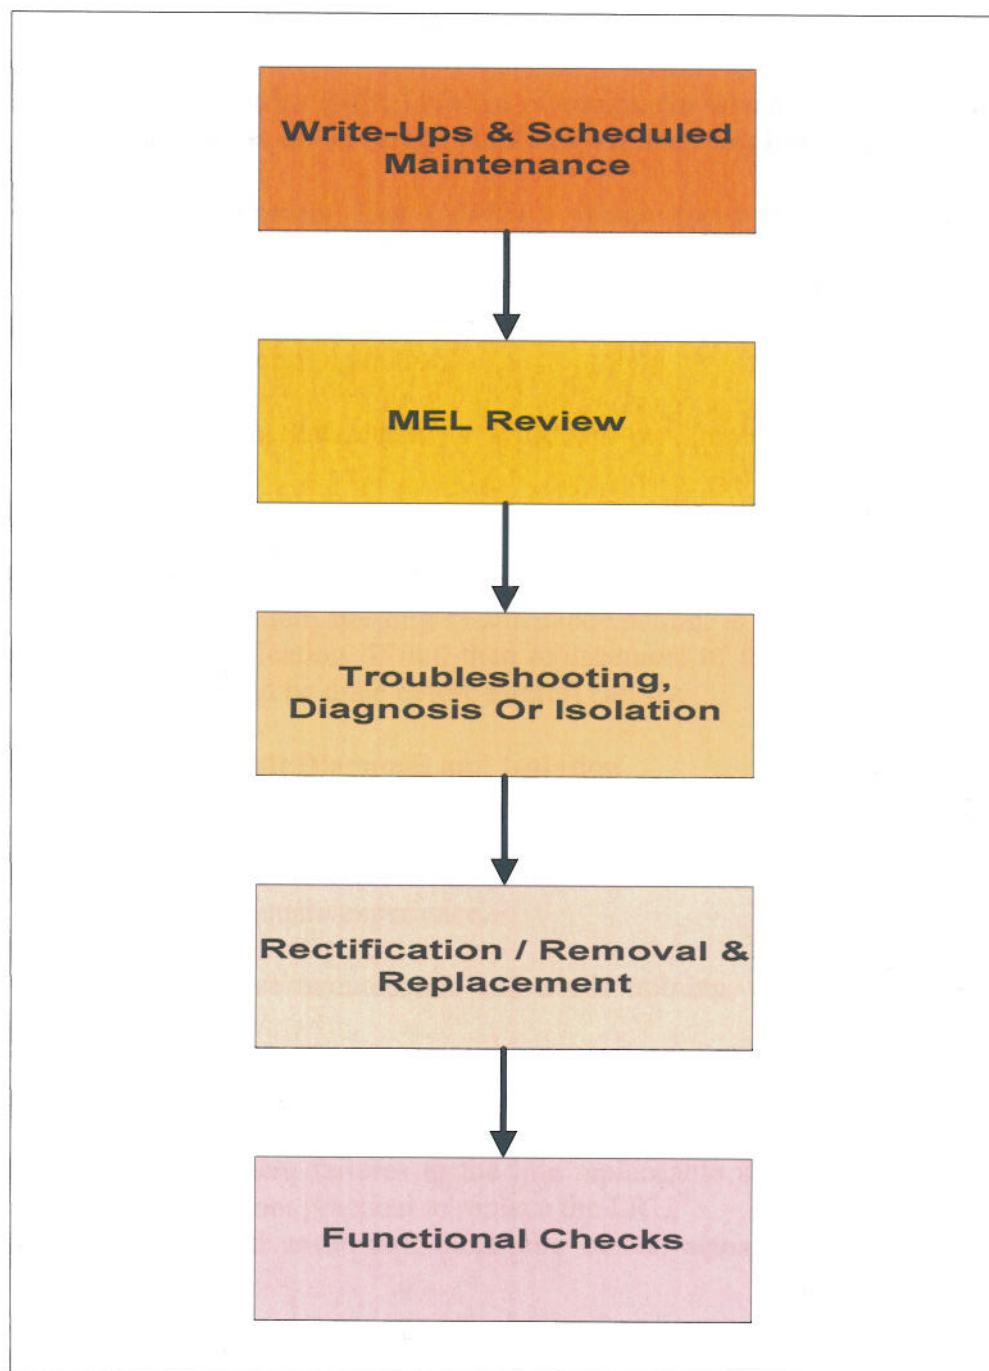 Write-Ups & Scheduled
Maintenance
MEL Review
Troubleshooting,
Diagnosis Or Isolation
Rectification / Removal &
Replacement
Functional Checks